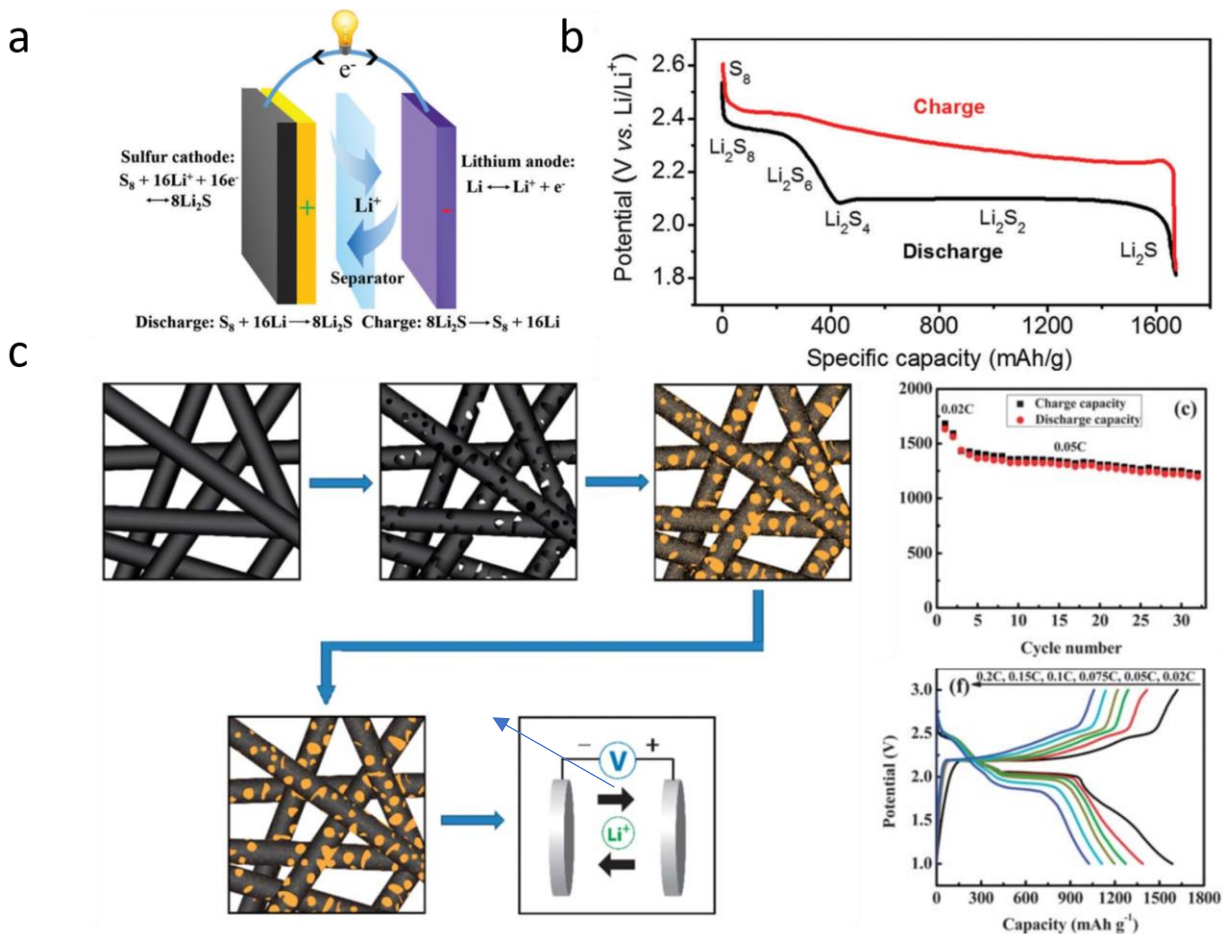 a
e⁻
Sulfur cathode:
S₈ + 16Li⁺ + 16e⁻
⟷8Li₂S
+
Li⁺
Separator
-
Lithium anode:
Li ⟷ Li⁺ + e⁻
Discharge: S₈ + 16Li ⟶ 8Li₂S Charge: 8Li₂S ⟶ S₈ + 16Li
b
Potential (V vs. Li/Li⁺)
2.6
2.4
2.2
2.0
1.8
S₈
Charge
Li₂S₈
Li₂S₆
Li₂S₄
Li₂S₂
Li₂S
Discharge
0 400 800 1200 1600
Specific capacity (mAh/g)
c
− V +
Li⁺
(c)
2000
1500
1000
500
0
0.02C
Charge capacity
Discharge capacity
0.05C
0 5 10 15 20 25 30
Cycle number
(f)
0.2C, 0.15C, 0.1C, 0.075C, 0.05C, 0.02C
Potential (V)
3.0
2.5
2.0
1.5
1.0
0 300 600 900 1200 1500 1800
Capacity (mAh g⁻¹)